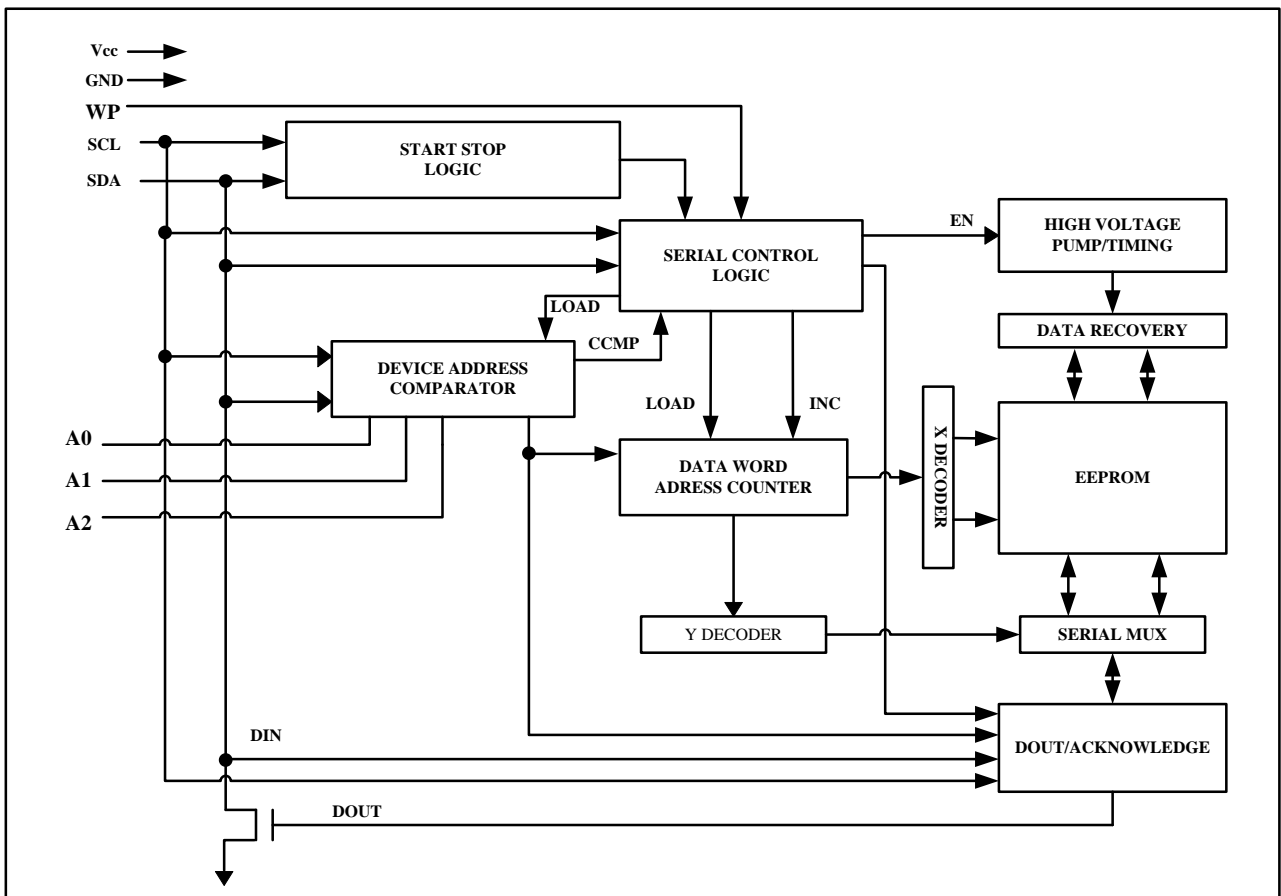 Vcc
GND
WP
SCL
SDA
START STOP
LOGIC
SERIAL CONTROL
LOGIC
EN
HIGH VOLTAGE
PUMP/TIMING
LOAD
CCMP
DATA RECOVERY
DEVICE ADDRESS
COMPARATOR
LOAD
INC
A0
A1
A2
DATA WORD
ADRESS COUNTER
X DECODER
EEPROM
Y DECODER
SERIAL MUX
DIN
DOUT/ACKNOWLEDGE
DOUT